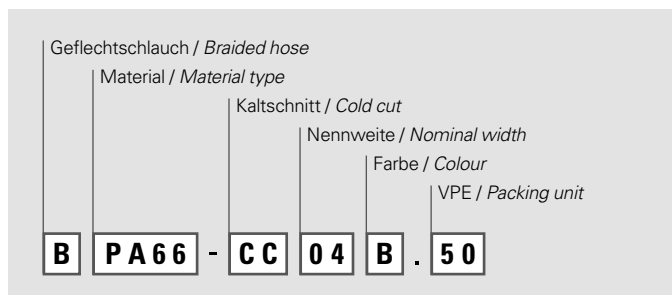 Geflechtschlauch / Braided hose
Material / Material type
Kaltschnitt / Cold cut
Nennweite / Nominal width
Farbe / Colour
VPE / Packing unit
B PA66 - CC 04 B . 50